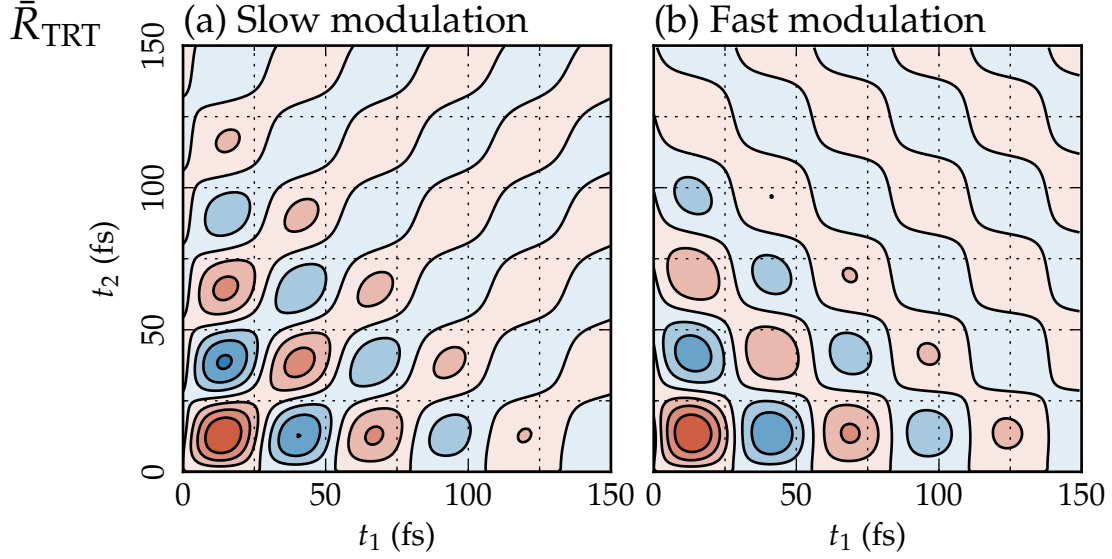 R̄TRT
(a) Slow modulation
(b) Fast modulation
150
100
50
0
t2 (fs)
0 50 100 150
0 50 100 150
t1 (fs)
t1 (fs)